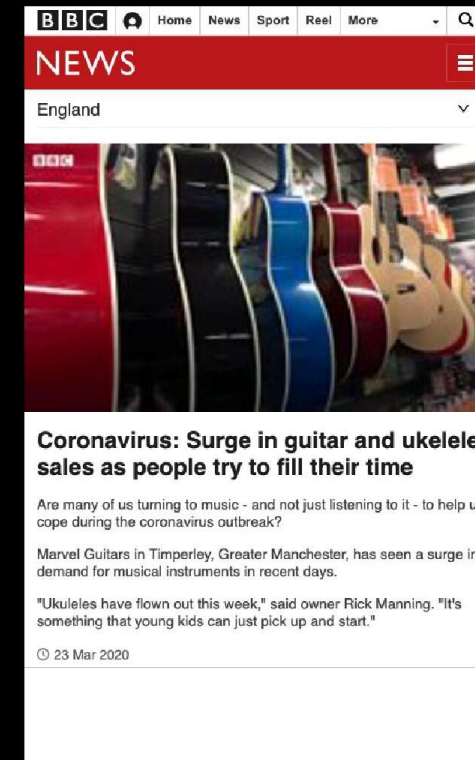 BBC Home News Sport Reel More
NEWS
England
BBC
Coronavirus: Surge in guitar and ukelele
sales as people try to fill their time
Are many of us turning to music - and not just listening to it - to help u
cope during the coronavirus outbreak?
Marvel Guitars in Timperley, Greater Manchester, has seen a surge in
demand for musical instruments in recent days.
"Ukuleles have flown out this week," said owner Rick Manning. "It's
something that young kids can just pick up and start."
23 Mar 2020